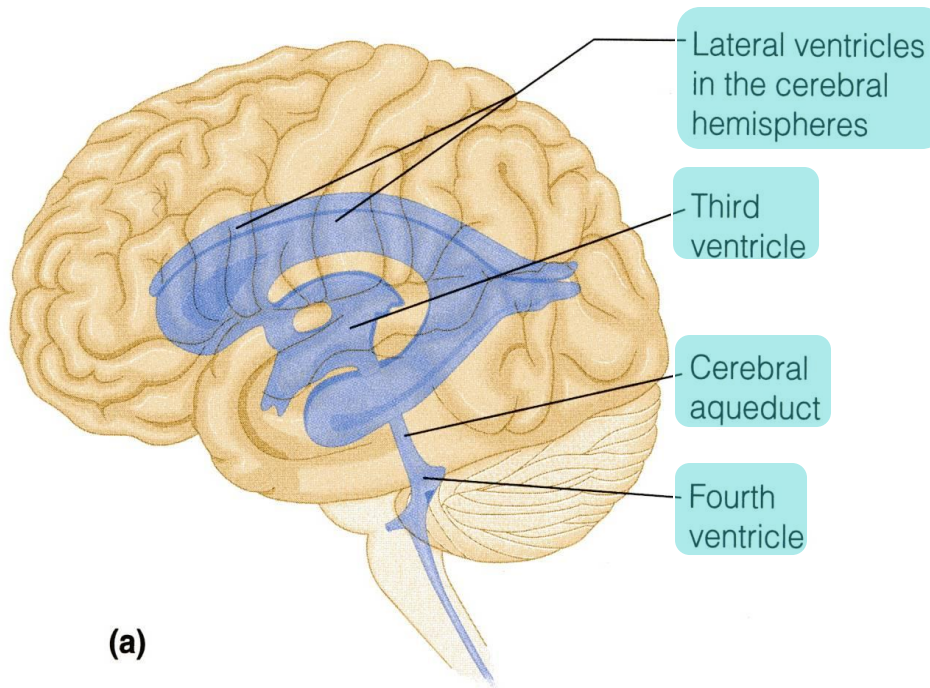 Lateral ventricles
in the cerebral
hemispheres
Third
ventricle
Cerebral
aqueduct
Fourth
ventricle
(a)